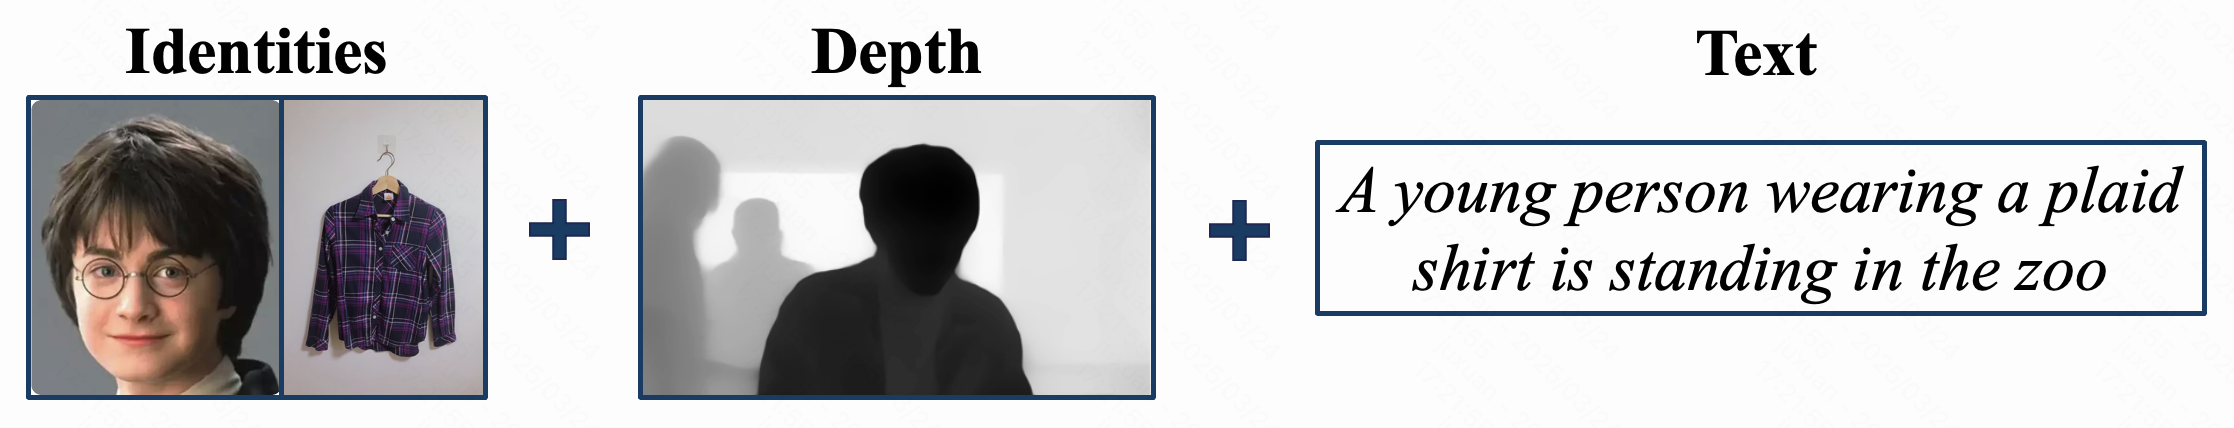 Identities
Depth
Text
A young person wearing a plaid
shirt is standing in the zoo